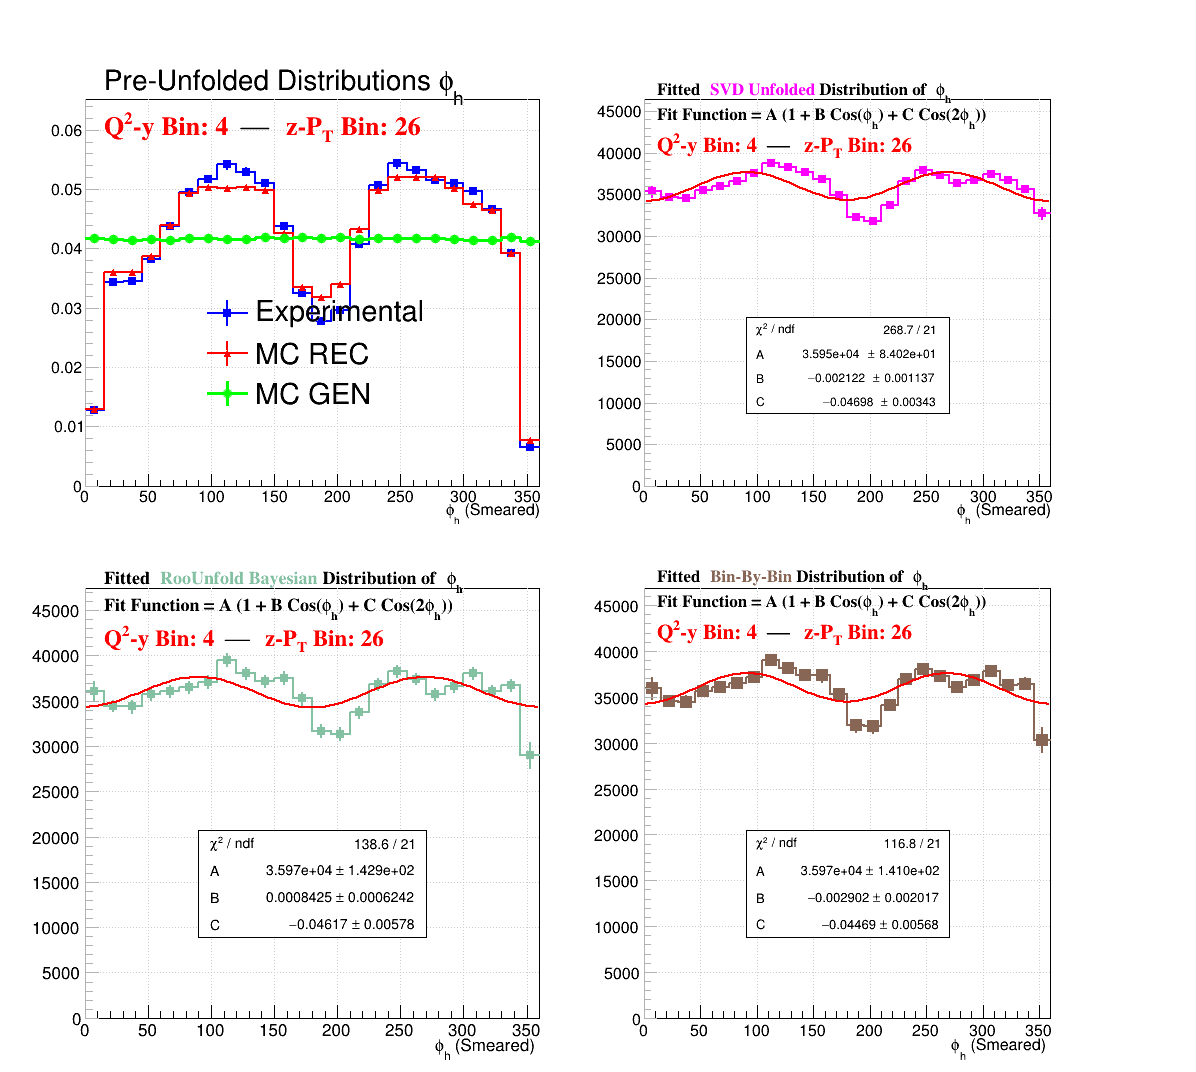 Pre-Unfolded Distributions ϕh
Q2-y Bin: 4 — z-PT Bin: 26
0.06
0.05
0.04
0.03
0.02
0.01
0
Experimental
MC REC
MC GEN
0 50 100 150 200 250 300 350
ϕh (Smeared)
Fitted SVD Unfolded Distribution of ϕh
Fit Function = A (1 + B Cos(ϕh) + C Cos(2ϕh))
Q2-y Bin: 4 — z-PT Bin: 26
45000
40000
35000
30000
25000
20000
15000
10000
5000
0
χ2 / ndf 268.7 / 21
A 3.595e+04 ± 8.402e+01
B −0.002122 ± 0.001137
C −0.04698 ± 0.00343
0 50 100 150 200 250 300 350
ϕh (Smeared)
Fitted RooUnfold Bayesian Distribution of ϕh
Fit Function = A (1 + B Cos(ϕh) + C Cos(2ϕh))
Q2-y Bin: 4 — z-PT Bin: 26
45000
40000
35000
30000
25000
20000
15000
10000
5000
0
χ2 / ndf 138.6 / 21
A 3.597e+04 ± 1.429e+02
B 0.0008425 ± 0.0006242
C −0.04617 ± 0.00578
0 50 100 150 200 250 300 350
ϕh (Smeared)
Fitted Bin-By-Bin Distribution of ϕh
Fit Function = A (1 + B Cos(ϕh) + C Cos(2ϕh))
Q2-y Bin: 4 — z-PT Bin: 26
45000
40000
35000
30000
25000
20000
15000
10000
5000
0
χ2 / ndf 116.8 / 21
A 3.597e+04 ± 1.410e+02
B −0.002902 ± 0.002017
C −0.04469 ± 0.00568
0 50 100 150 200 250 300 350
ϕh (Smeared)